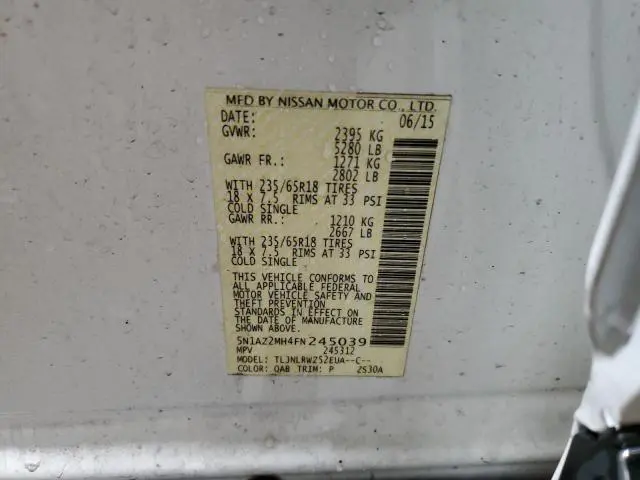 MFD BY NISSAN MOTOR CO., LTD.
DATE: 06/15
GVWR: 2395 KG
5280 LB
GAWR FR.: 1271 KG
2802 LB
WITH 235/65R18 TIRES
18 X 7.5 RIMS AT 33 PSI
COLD SINGLE
GAWR RR.: 1210 KG
2667 LB
WITH 235/65R18 TIRES
18 X 7.5 RIMS AT 33 PSI
COLD SINGLE
THIS VEHICLE CONFORMS TO
ALL APPLICABLE FEDERAL
MOTOR VEHICLE SAFETY AND
THEFT PREVENTION
STANDARDS IN EFFECT ON
THE DATE OF MANUFACTURE
SHOWN ABOVE.
5N1AZ2MH4FN245039
MPV 245312
MODEL: TLJNLRWZ52EUA--C--
COLOR: QAB TRIM: P 2S30A